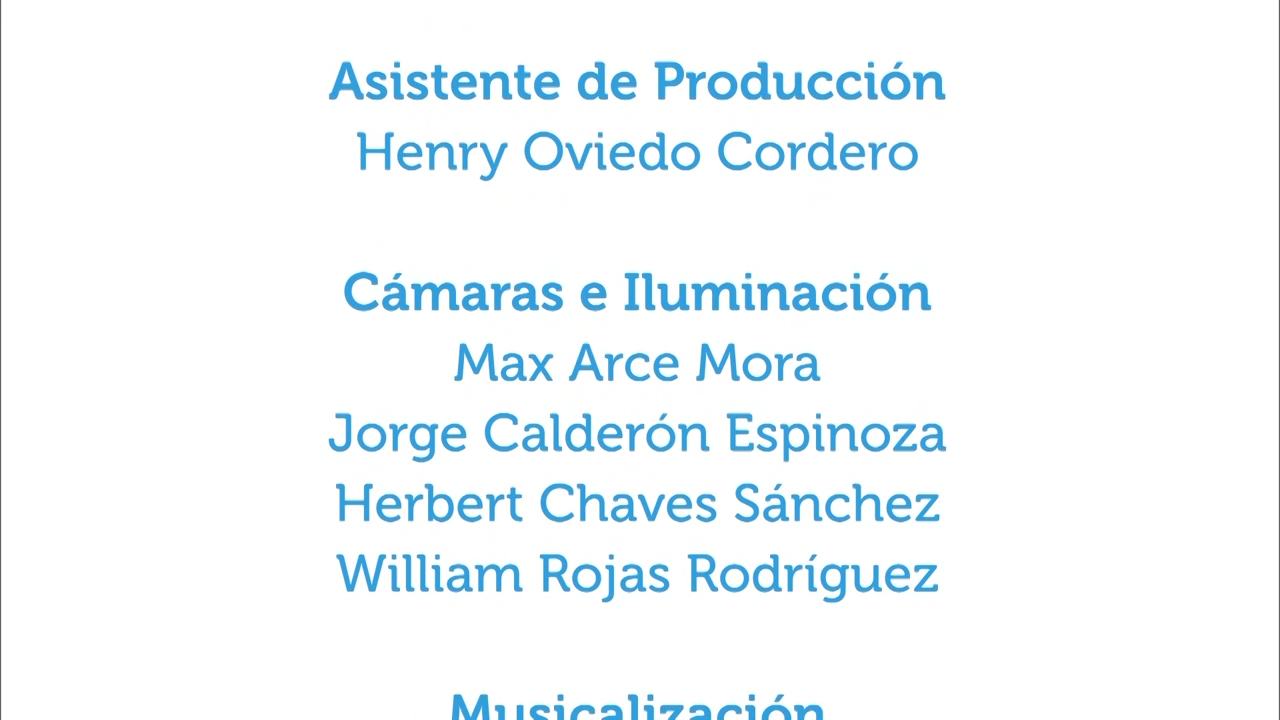 Asistente de Producción
Henry Oviedo Cordero
Cámaras e Iluminación
Max Arce Mora
Jorge Calderón Espinoza
Herbert Chaves Sánchez
William Rojas Rodríguez
Musicalización